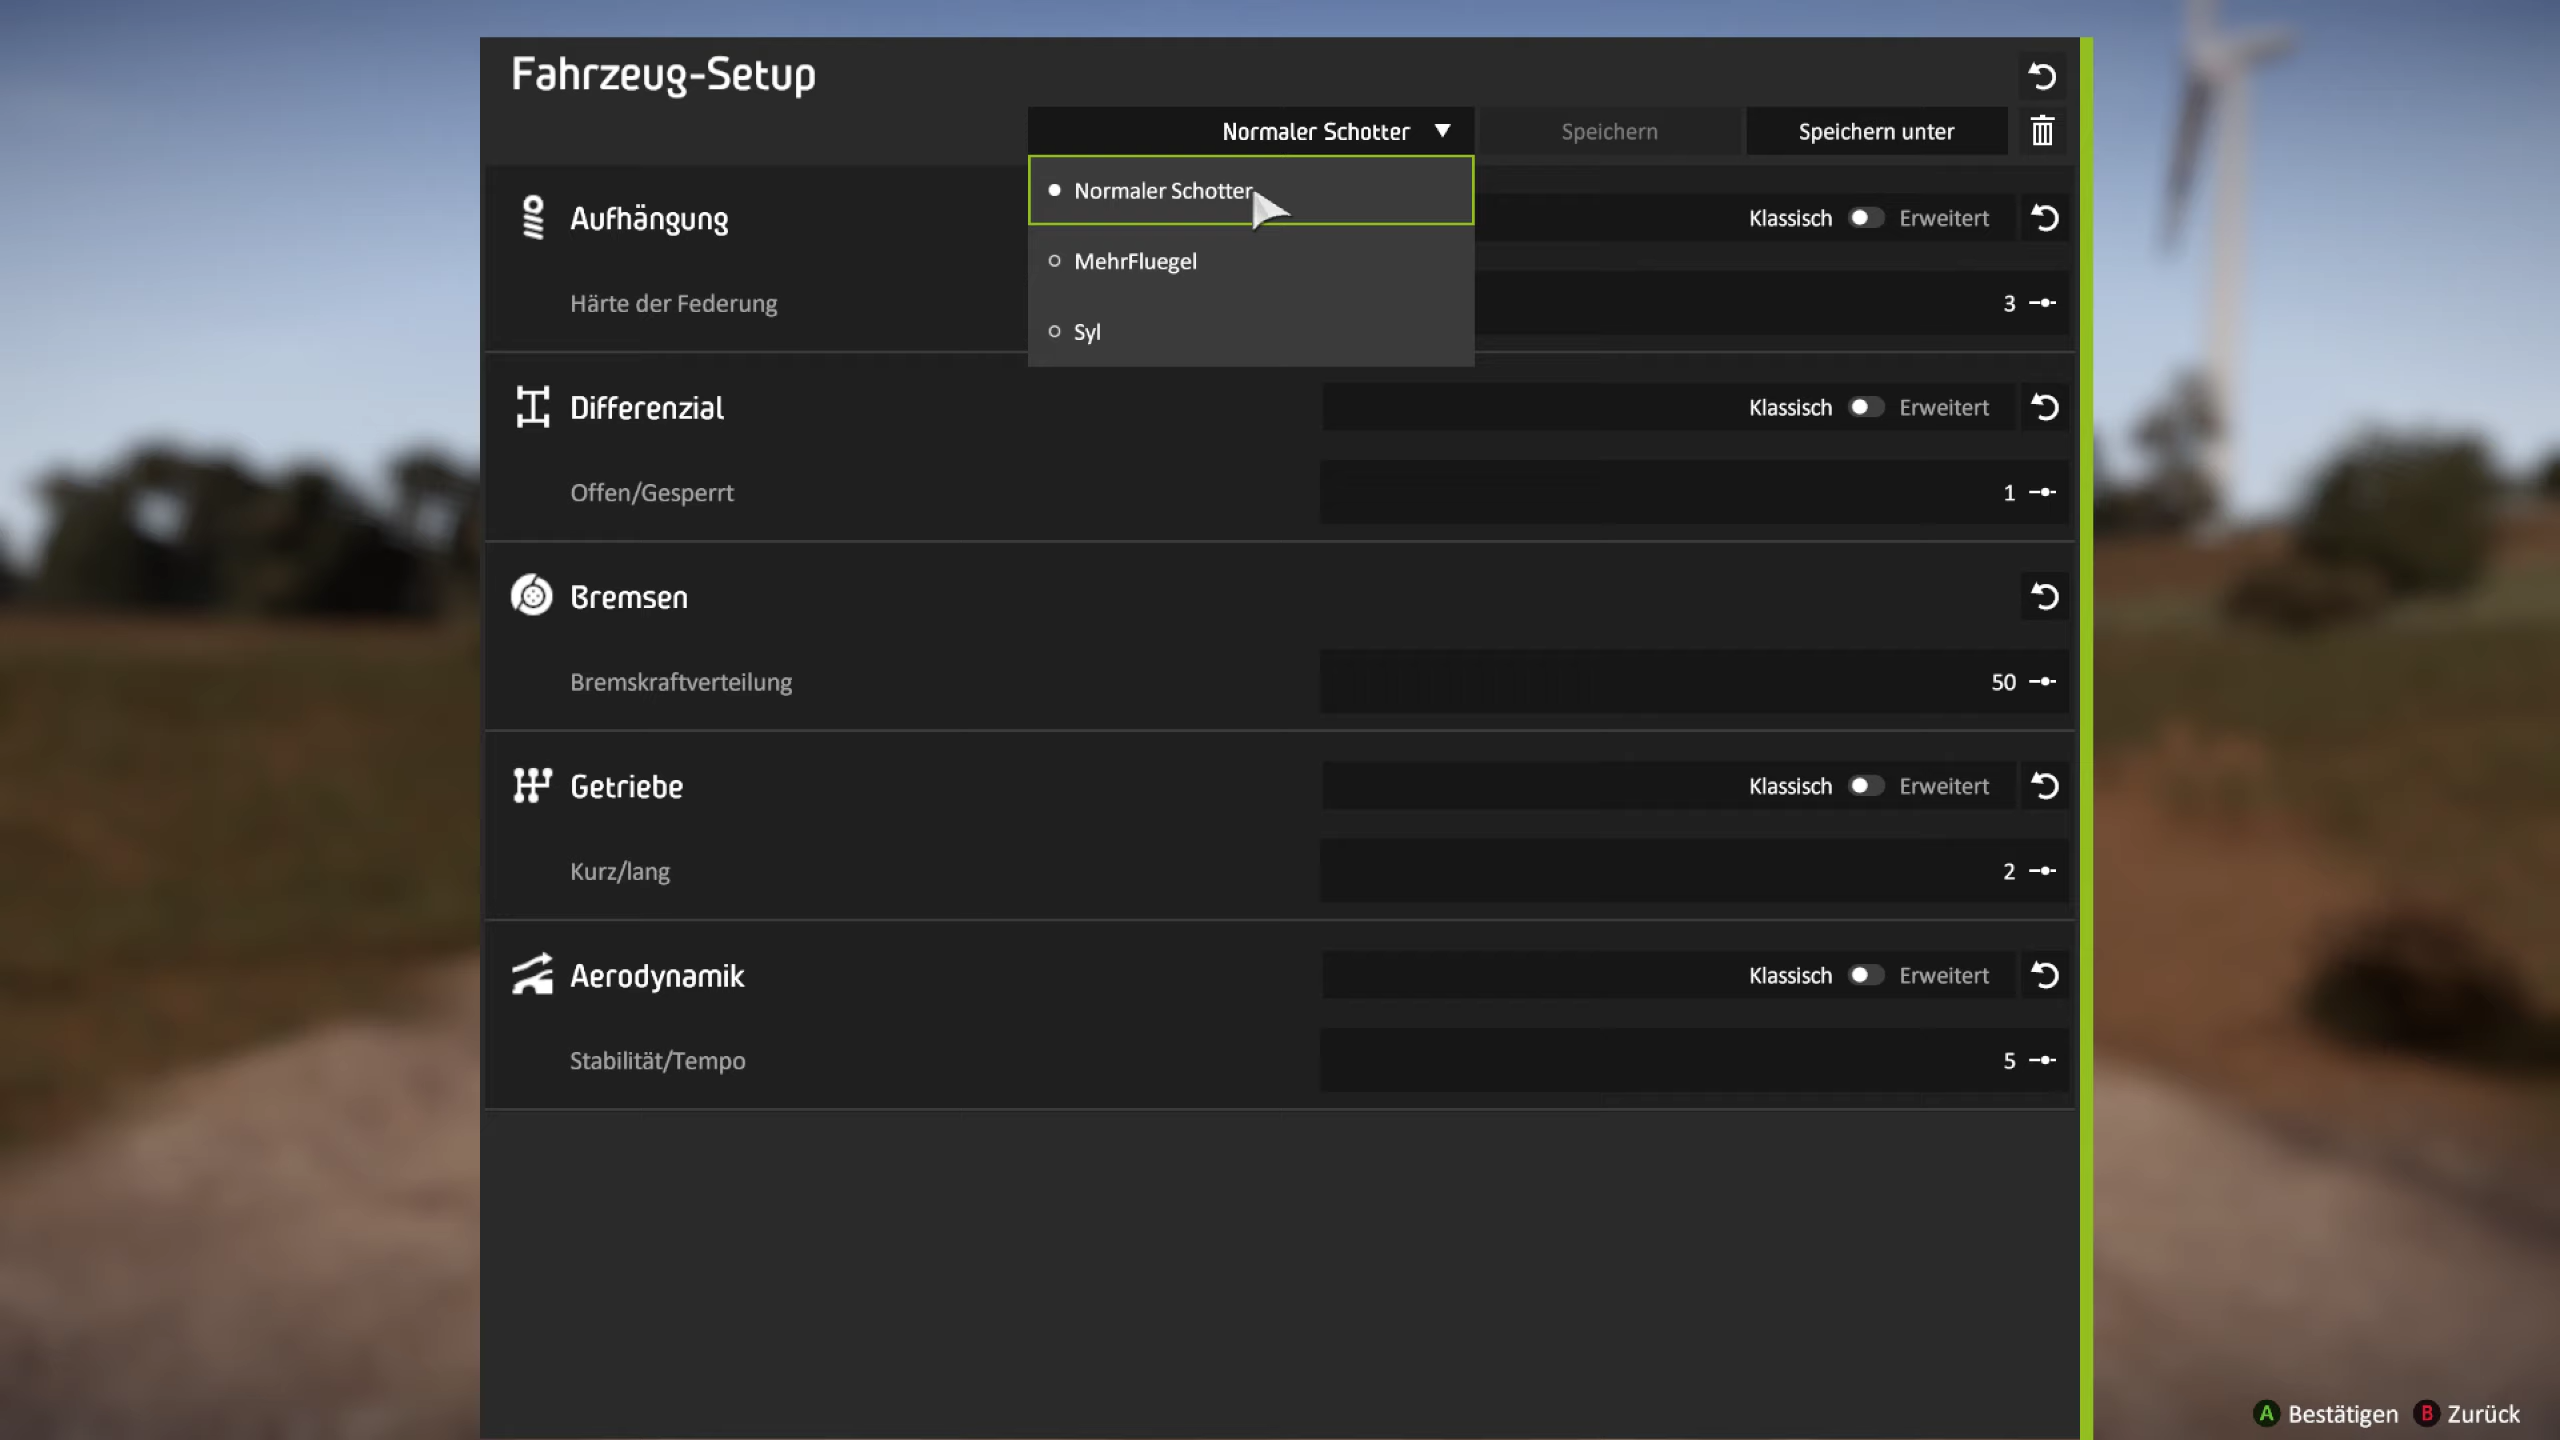 Fahrzeug-Setup
Normaler Schotter
Speichern
Speichern unter
Normaler Schotter
MehrFluegel
Syl
Aufhängung
Klassisch
Erweitert
Härte der Federung
3
Differenzial
Klassisch
Erweitert
Offen/Gesperrt
1
Bremsen
Bremskraftverteilung
50
Getriebe
Klassisch
Erweitert
Kurz/lang
2
Aerodynamik
Klassisch
Erweitert
Stabilität/Tempo
5
A Bestätigen B Zurück